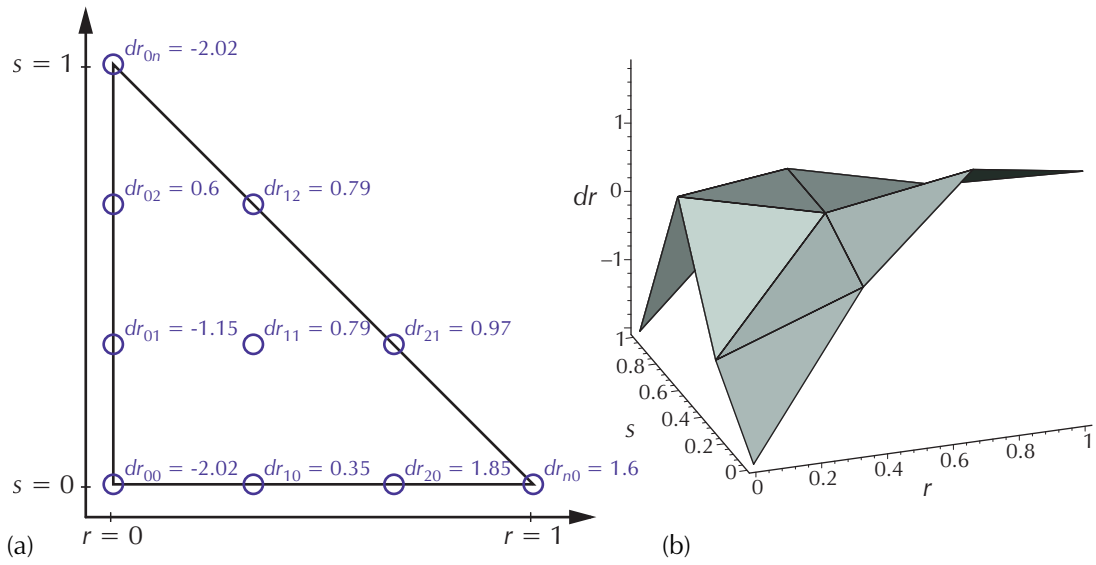 s = 1
dr0n = -2.02
dr02 = 0.6
dr12 = 0.79
dr01 = -1.15
dr11 = 0.79
dr21 = 0.97
s = 0
dr00 = -2.02
dr10 = 0.35
dr20 = 1.85
drn0 = 1.6
r = 0
r = 1
(a)
1
dr
0
−1
1
0.8
0.6
s
0.4
0.2
0
0
0.2
0.4
0.6
0.8
1
r
(b)